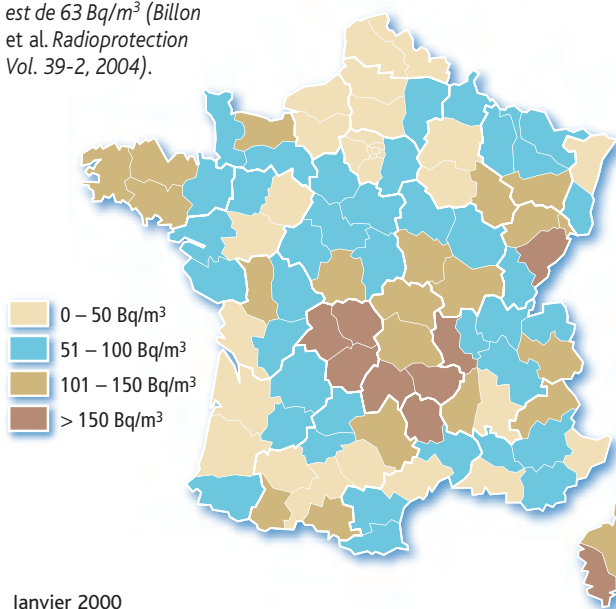 est de 63 Bq/m³ (Billon
et al. Radioprotection
Vol. 39-2, 2004).
0 – 50 Bq/m³
51 – 100 Bq/m³
101 – 150 Bq/m³
> 150 Bq/m³
Janvier 2000